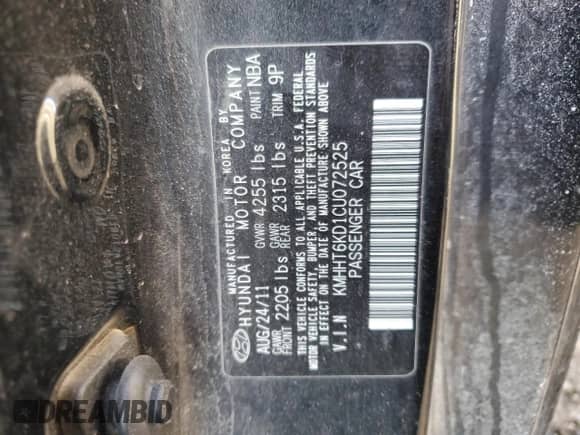 MANUFACTURED IN KOREA BY
HYUNDAI MOTOR COMPANY
AUG/24/11 GVWR 4255 lbs PAINT NBA
GAWR FRONT 2205 lbs GAWR REAR 2315 lbs TRIM 9P
THIS VEHICLE CONFORMS TO ALL APPLICABLE U.S.A. FEDERAL
MOTOR VEHICLE SAFETY, BUMPER AND THEFT PREVENTION STANDARDS
IN EFFECT ON THE DATE OF MANUFACTURE SHOWN ABOVE
V.I.N KMHHT6KD1CU072525
PASSENGER CAR
DREAMBID